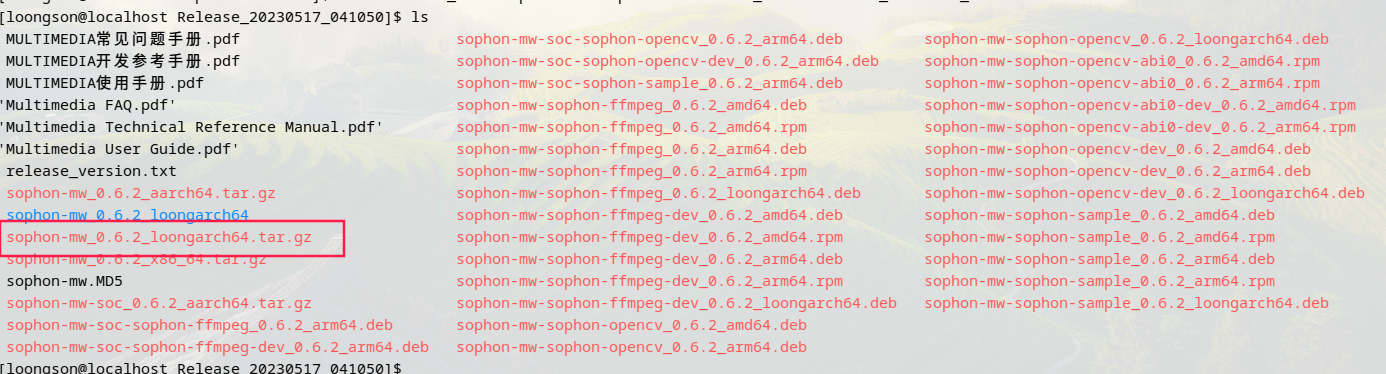 [loongson@localhost Release_20230517_041050]$ ls
MULTIMEDIA常见问题手册.pdf sophon-mw-soc-sophon-opencv_0.6.2_arm64.deb sophon-mw-sophon-opencv_0.6.2_loongarch64.deb
MULTIMEDIA开发参考手册.pdf sophon-mw-soc-sophon-opencv-dev_0.6.2_arm64.deb sophon-mw-sophon-opencv-abi0_0.6.2_amd64.rpm
MULTIMEDIA使用手册.pdf sophon-mw-soc-sophon-sample_0.6.2_arm64.deb sophon-mw-sophon-opencv-abi0_0.6.2_arm64.rpm
'Multimedia FAQ.pdf' sophon-mw-sophon-ffmpeg_0.6.2_amd64.deb sophon-mw-sophon-opencv-abi0-dev_0.6.2_amd64.rpm
'Multimedia Technical Reference Manual.pdf' sophon-mw-sophon-ffmpeg_0.6.2_amd64.rpm sophon-mw-sophon-opencv-abi0-dev_0.6.2_arm64.rpm
'Multimedia User Guide.pdf' sophon-mw-sophon-ffmpeg_0.6.2_arm64.deb sophon-mw-sophon-opencv-dev_0.6.2_amd64.deb
release_version.txt sophon-mw-sophon-ffmpeg_0.6.2_arm64.rpm sophon-mw-sophon-opencv-dev_0.6.2_arm64.deb
sophon-mw_0.6.2_aarch64.tar.gz sophon-mw-sophon-ffmpeg_0.6.2_loongarch64.deb sophon-mw-sophon-opencv-dev_0.6.2_loongarch64.deb
sophon-mw_0.6.2_loongarch64 sophon-mw-sophon-ffmpeg-dev_0.6.2_amd64.deb sophon-mw-sophon-sample_0.6.2_amd64.deb
sophon-mw_0.6.2_loongarch64.tar.gz sophon-mw-sophon-ffmpeg-dev_0.6.2_amd64.rpm sophon-mw-sophon-sample_0.6.2_amd64.rpm
sophon-mw_0.6.2_x86_64.tar.gz sophon-mw-sophon-ffmpeg-dev_0.6.2_arm64.deb sophon-mw-sophon-sample_0.6.2_arm64.deb
sophon-mw.MD5 sophon-mw-sophon-ffmpeg-dev_0.6.2_arm64.rpm sophon-mw-sophon-sample_0.6.2_arm64.rpm
sophon-mw-soc_0.6.2_aarch64.tar.gz sophon-mw-sophon-ffmpeg-dev_0.6.2_loongarch64.deb sophon-mw-sophon-sample_0.6.2_loongarch64.deb
sophon-mw-soc-sophon-ffmpeg_0.6.2_arm64.deb sophon-mw-sophon-opencv_0.6.2_amd64.deb
sophon-mw-soc-sophon-ffmpeg-dev_0.6.2_arm64.deb sophon-mw-sophon-opencv_0.6.2_arm64.deb
[loongson@localhost Release_20230517_041050]$